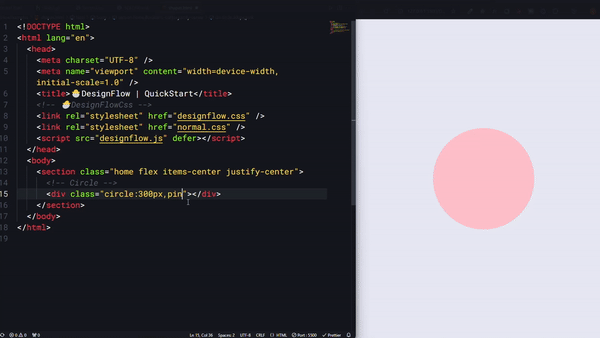 1 <!DOCTYPE html>
2 <html lang="en">
3 <head>
4 <meta charset="UTF-8" />
5 <meta name="viewport" content="width=device-width,
initial-scale=1.0" />
6 <title>🐣DesignFlow | QuickStart</title>
7 <!-- 🐣DesignFlowCss -->
8 <link rel="stylesheet" href="designflow.css" />
9 <link rel="stylesheet" href="normal.css" />
10 <script src="designflow.js" defer></script>
11 </head>
12 <body>
13 <section class="home flex items-center justify-center">
14 <!-- Circle -->
15 <div class="circle:300px,pin"></div>
16 </section>
17 </body>
18 </html>
19
0 0 0 Ln 15, Col 36 Spaces: 2 UTF-8 CRLF HTML Port : 5500 Prettier